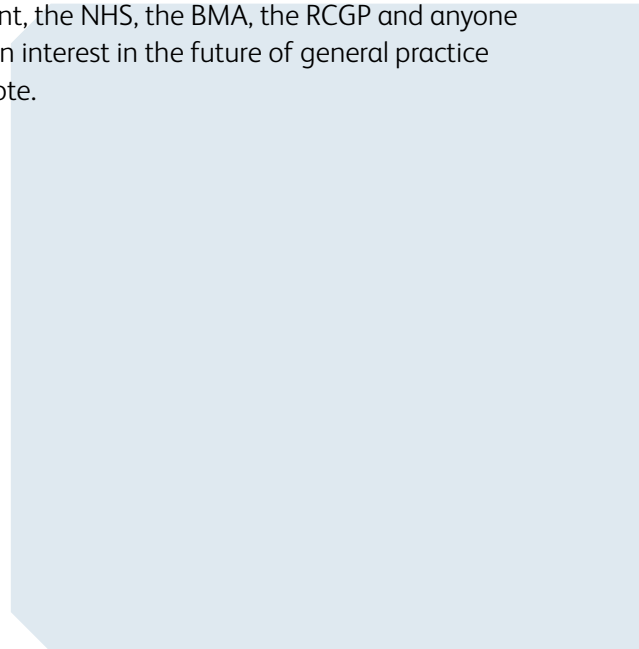 nt, the NHS, the BMA, the RCGP and anyone
n interest in the future of general practice
ote.